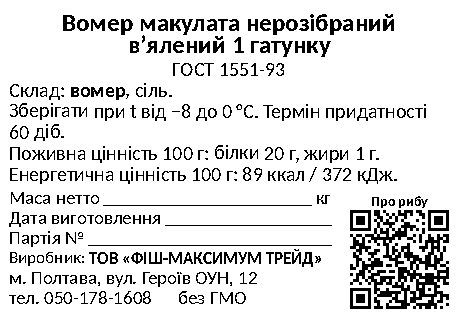 Вомер макулата нерозібраний
в’ялений 1 гатунку
ГОСТ 1551-93
Склад: вомер, сіль.
Зберігати при t від −8 до 0 °С. Термін придатності
60 діб.
Поживна цінність 100 г: білки 20 г, жири 1 г.
Енергетична цінність 100 г: 89 ккал / 372 кДж.
Маса нетто ____________________ кг
Про рибу
Дата виготовлення ________________
Партія № _______________________
Виробник: ТОВ «ФІШ-МАКСИМУМ ТРЕЙД»
м. Полтава, вул. Героїв ОУН, 12
тел. 050-178-1608 без ГМО